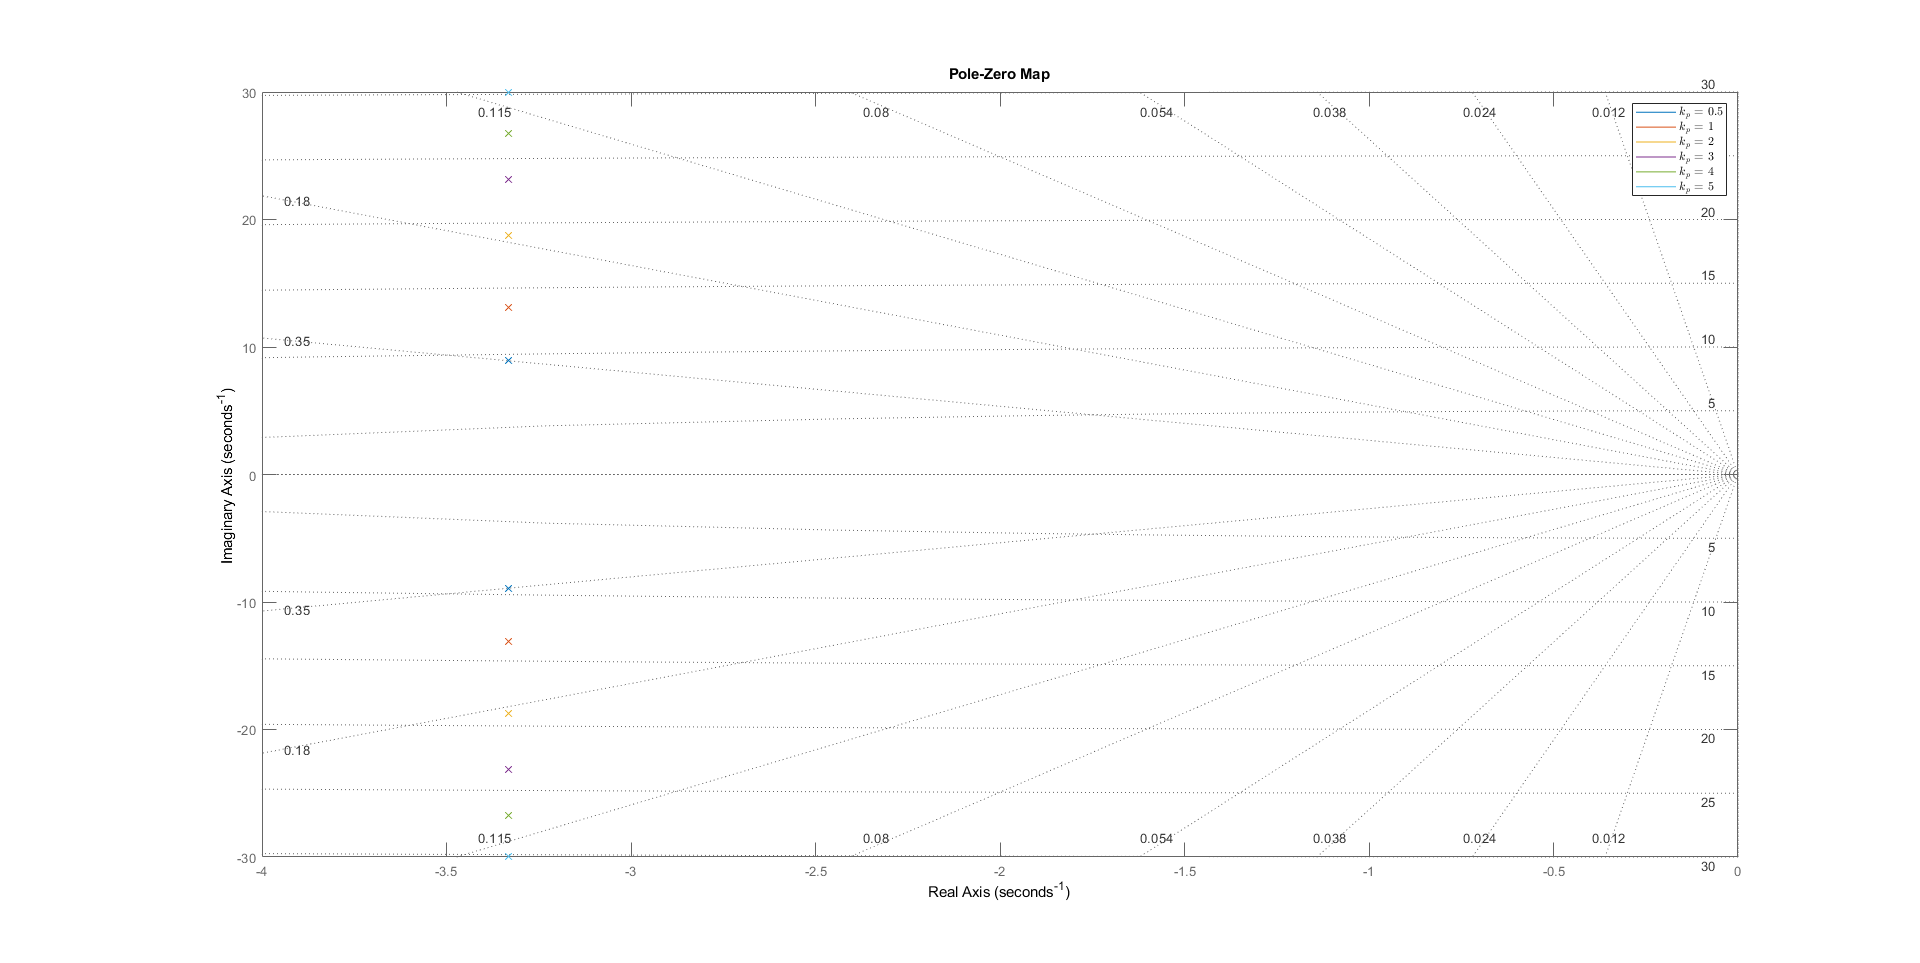 Pole-Zero Map
30
0.115 0.08 0.054 0.038 0.024 0.012
k_p = 0.5
k_p = 1
k_p = 2
k_p = 3
k_p = 4
k_p = 5
30
20
10
0
-10
-20
-30
0.18
0.35
0.35
0.18
20
15
10
5
5
10
15
20
25
30
0.115 0.08 0.054 0.038 0.024 0.012
-4 -3.5 -3 -2.5 -2 -1.5 -1 -0.5 0
Real Axis (seconds⁻¹)
Imaginary Axis (seconds⁻¹)